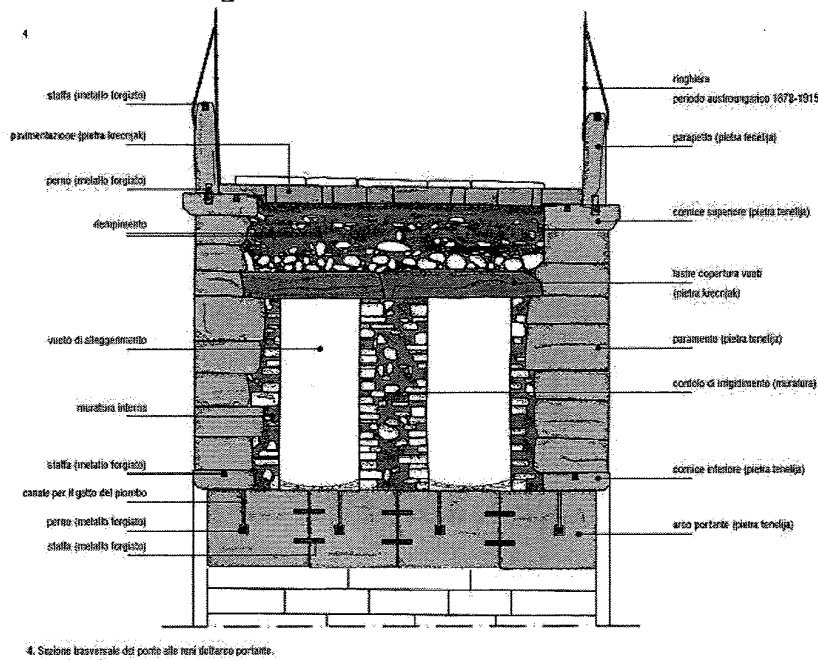 4
staffa (metallo forgiato)
pavimentazione (pietra krecnjak)
perno (metallo forgiato)
riempimento
vuoto di alleggerimento
muratura interna
staffa (metallo forgiato)
canale per il getto del piombo
perno (metallo forgiato)
staffa (metallo forgiato)
ringhiera
periodo austroungarico 1878-1915
parapetto (pietra tenelija)
cornice superiore (pietra tenelija)
lastre copertura vuoti
(pietra krecnjak)
paramento (pietra tenelija)
cordolo di irrigidimento (muratura)
cornice inferiore (pietra tenelija)
arco portante (pietra tenelija)
4. Sezione trasversale del ponte alle reni dell'arco portante.